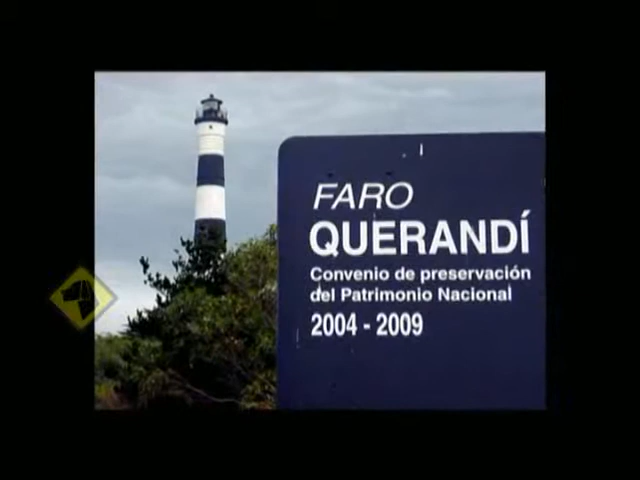 FARO
QUERANDÍ
Convenio de preservación
del Patrimonio Nacional
2004 - 2009